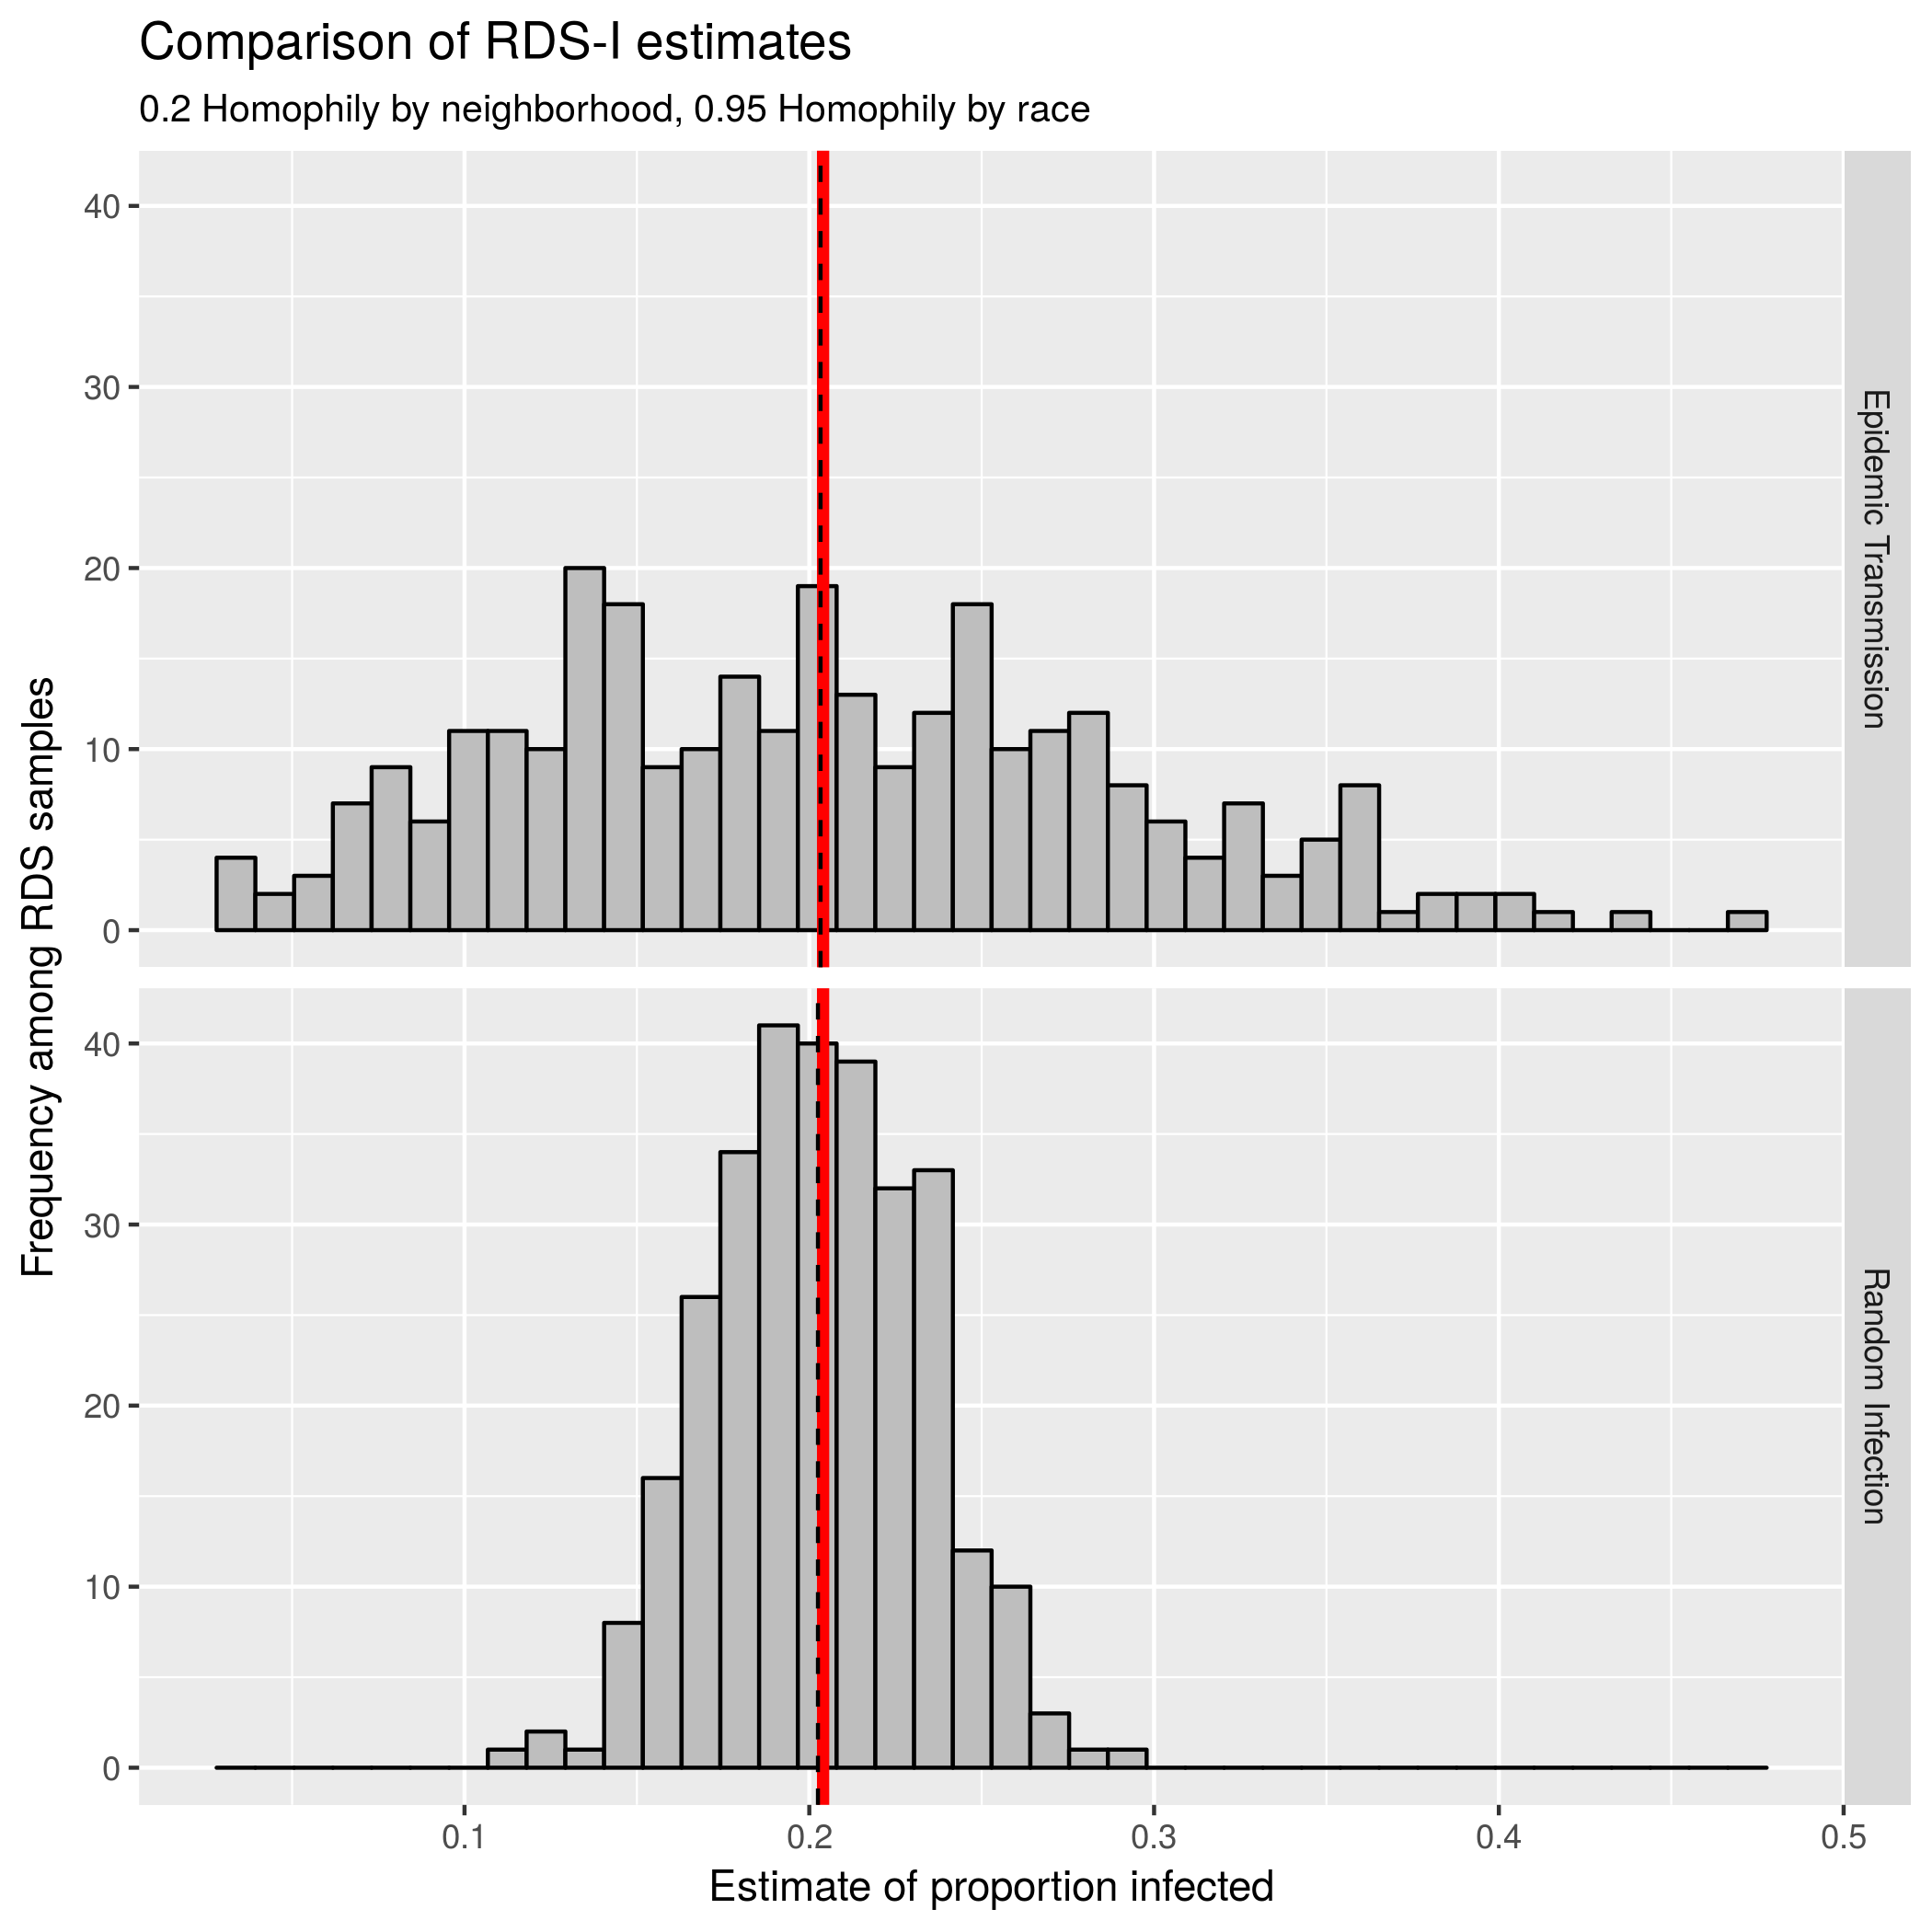 Comparison of RDS-I estimates
0.2 Homophily by neighborhood, 0.95 Homophily by race
Frequency among RDS samples
40
30
20
10
0
Epidemic Transmission
40
30
20
10
0
Random Infection
0.1 0.2 0.3 0.4 0.5
Estimate of proportion infected